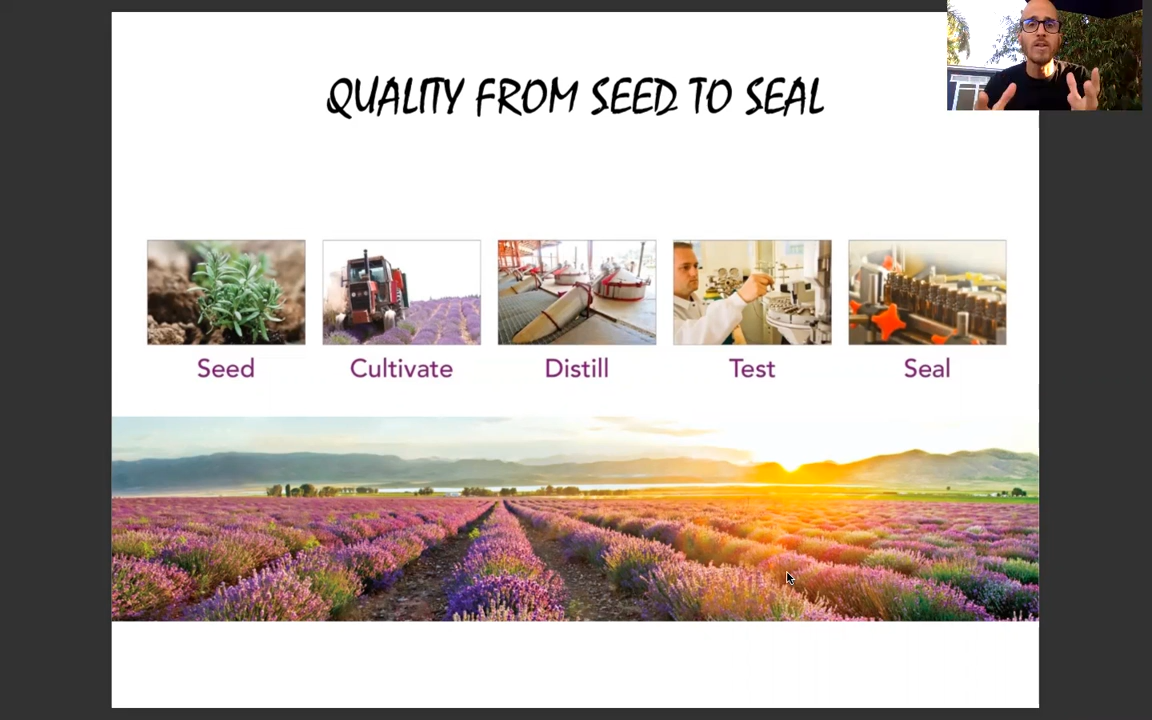 QUALITY FROM SEED TO SEAL
Seed
Cultivate
Distill
Test
Seal